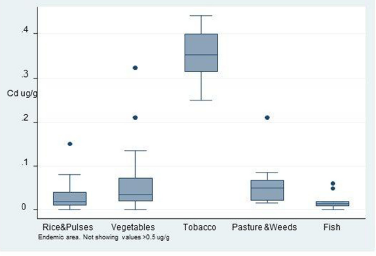 .4
.3
Cd ug/g
.2
.1
0
Rice&Pulses Vegetables Tobacco Pasture &Weeds Fish
Endemic area. Not showing values >0.5 ug/g